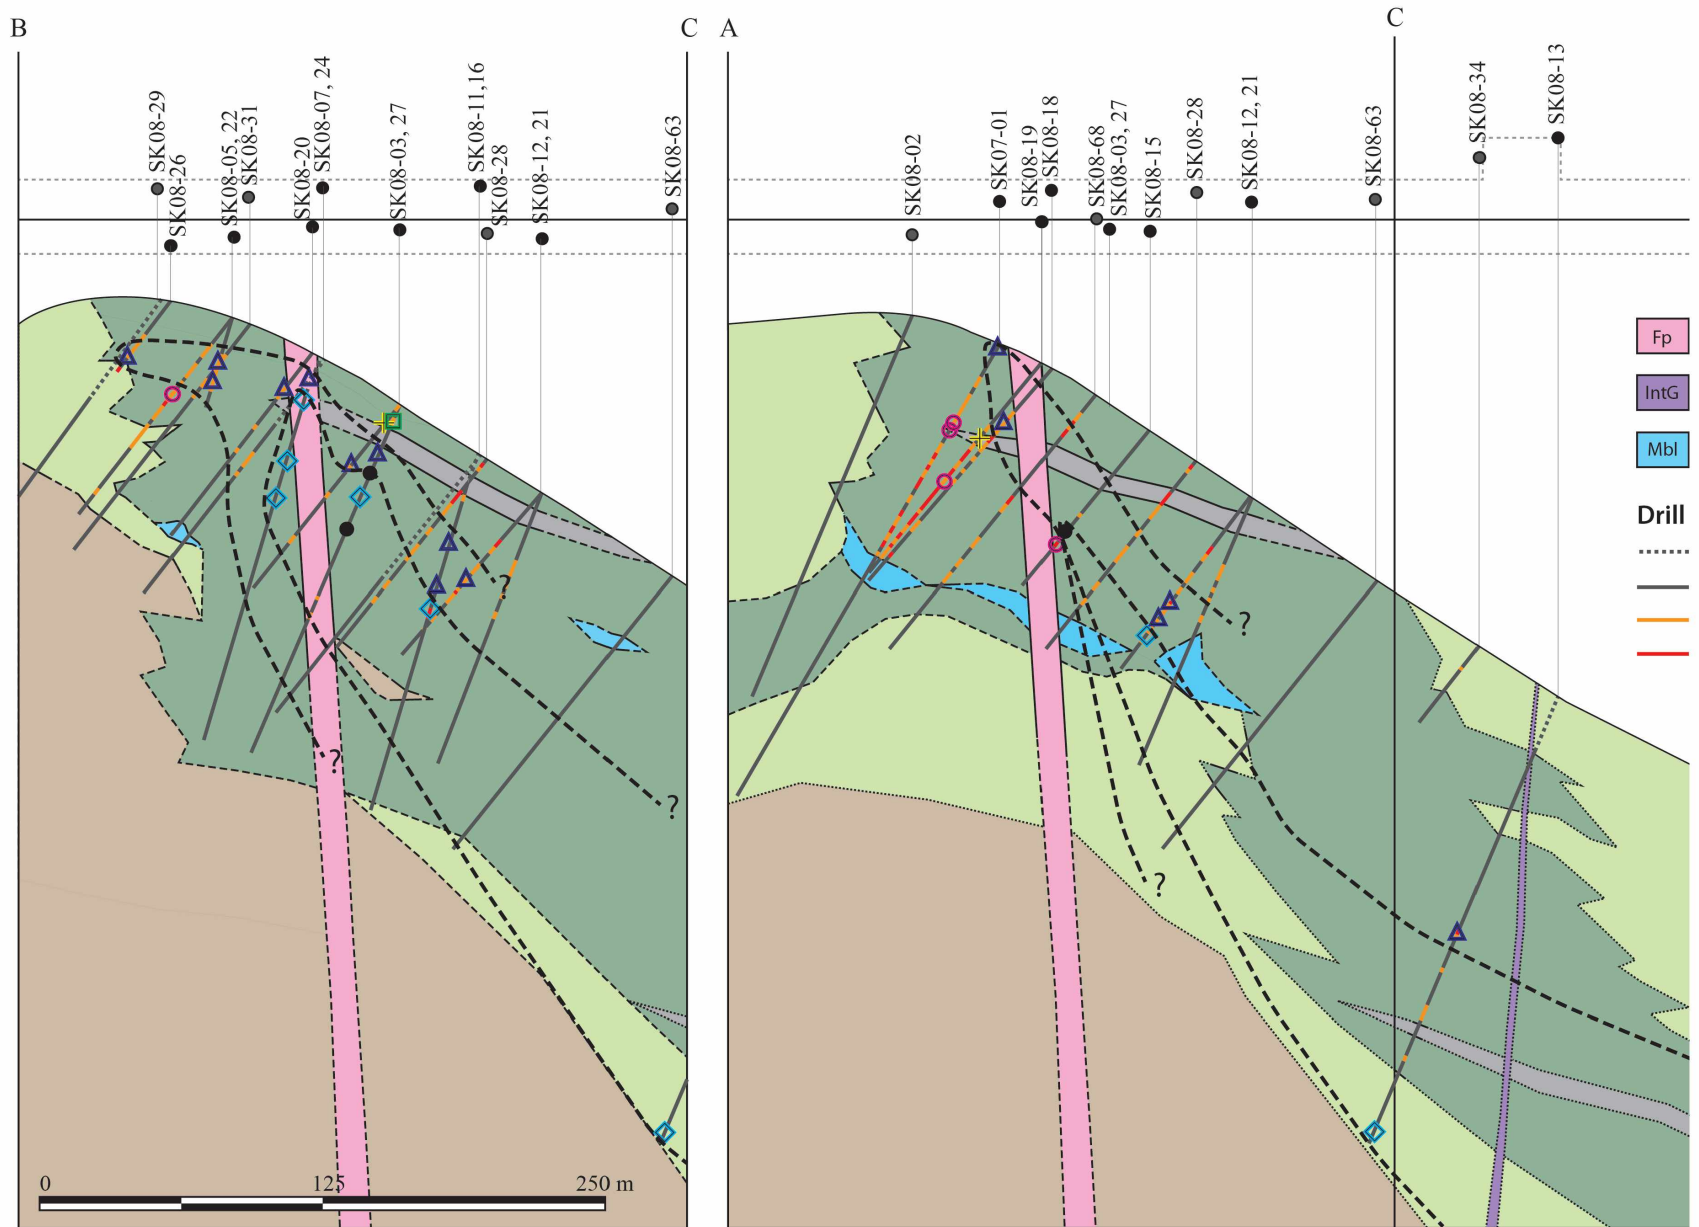 B
C
A
C
SK08-29
SK08-26
SK08-05, 22
SK08-31
SK08-20
SK08-07, 24
SK08-03, 27
SK08-11,16
SK08-28
SK08-12, 21
SK08-63
SK08-02
SK07-01
SK08-19
SK08-18
SK08-68
SK08-03, 27
SK08-15
SK08-28
SK08-12, 21
SK08-63
SK08-34
SK08-13
Fp
IntG
Mbl
Drill
?
?
?
?
?
0
125
250 m